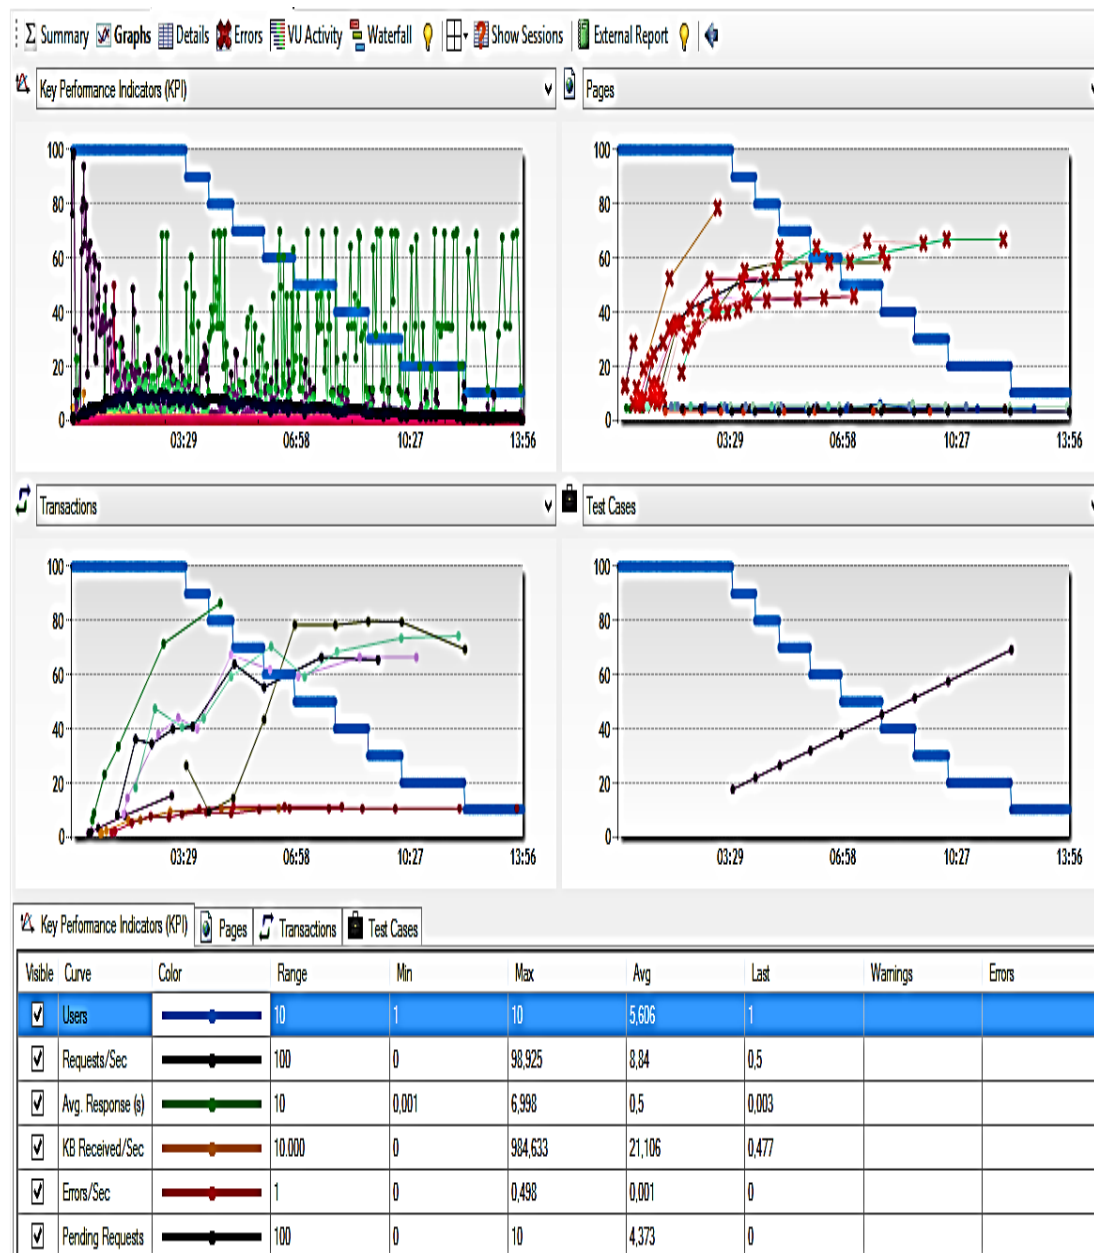 Summary Graphs Details Errors VU Activity Waterfall Show Sessions External Report
Key Performance Indicators (KPI)
Pages
100
80
60
40
20
0
03:29 06:58 10:27 13:56
100
80
60
40
20
0
03:29 06:58 10:27 13:56
Transactions
Test Cases
100
80
60
40
20
0
03:29 06:58 10:27 13:56
100
80
60
40
20
0
03:29 06:58 10:27 13:56
Key Performance Indicators (KPI) Pages Transactions Test Cases
Visible Curve Color Range Min Max Avg Last Warnings Errors
Users 10 1 10 5,606 1
Requests/Sec 100 0 98,925 8,84 0,5
Avg. Response (s) 10 0,001 6,998 0,5 0,003
KB Received/Sec 10.000 0 984,633 21,106 0,477
Errors/Sec 1 0 0,498 0,001 0
Pending Requests 100 0 10 4,373 0